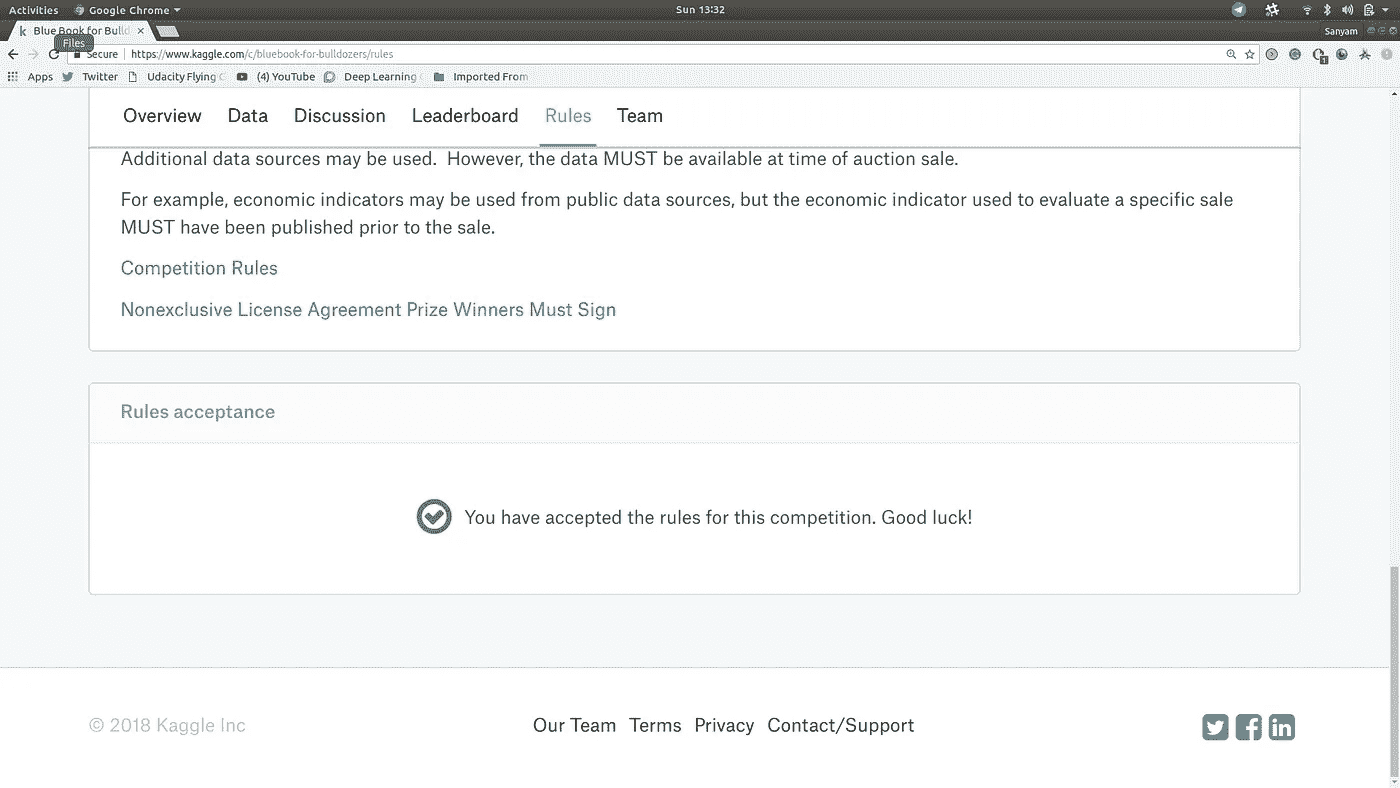 Activities Google Chrome Sun 13:32
Blue Book for Bulld Sanyam
Files
Secure https://www.kaggle.com/c/bluebook-for-bulldozers/rules
Apps Twitter Udacity Flying C (4) YouTube Deep Learning Imported From
Overview Data Discussion Leaderboard Rules Team
Additional data sources may be used. However, the data MUST be available at time of auction sale.
For example, economic indicators may be used from public data sources, but the economic indicator used to evaluate a specific sale
MUST have been published prior to the sale.
Competition Rules
Nonexclusive License Agreement Prize Winners Must Sign
Rules acceptance
You have accepted the rules for this competition. Good luck!
© 2018 Kaggle Inc Our Team Terms Privacy Contact/Support